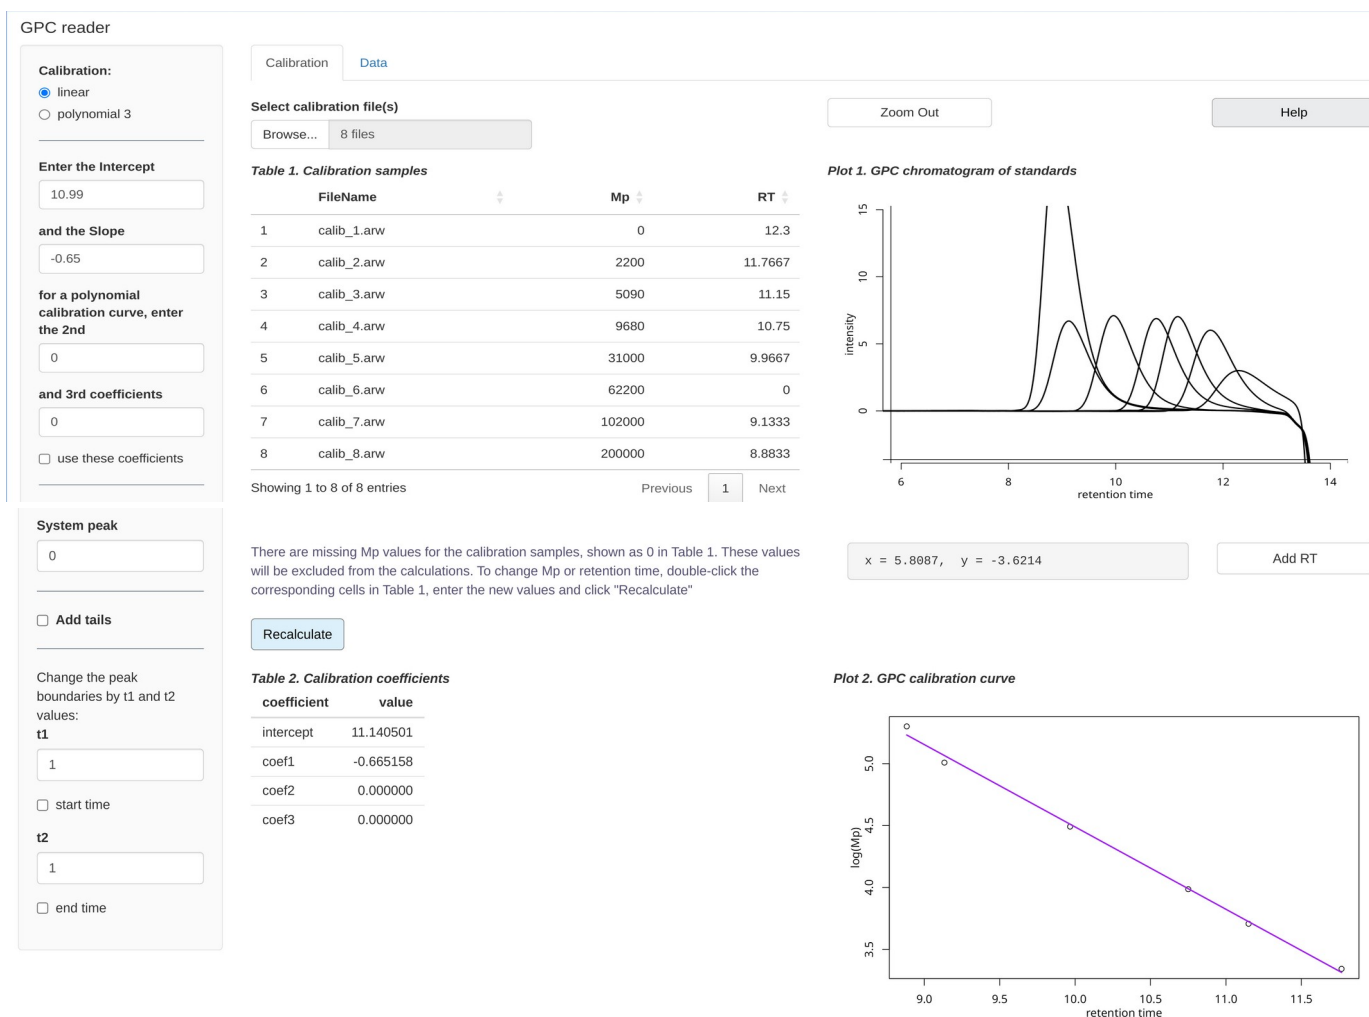 GPC reader
Calibration:
linear
polynomial 3
Enter the Intercept
10.99
and the Slope
-0.65
for a polynomial
calibration curve, enter
the 2nd
0
and 3rd coefficients
0
use these coefficients
System peak
0
Add tails
Change the peak
boundaries by t1 and t2
values:
t1
1
start time
t2
1
end time
Calibration Data
Select calibration file(s)
Browse... 8 files
Table 1. Calibration samples
FileName Mp RT
1 calib_1.arw 0 12.3
2 calib_2.arw 2200 11.7667
3 calib_3.arw 5090 11.15
4 calib_4.arw 9680 10.75
5 calib_5.arw 31000 9.9667
6 calib_6.arw 62200 0
7 calib_7.arw 102000 9.1333
8 calib_8.arw 200000 8.8833
Showing 1 to 8 of 8 entries Previous 1 Next
There are missing Mp values for the calibration samples, shown as 0 in Table 1. These values
will be excluded from the calculations. To change Mp or retention time, double-click the
corresponding cells in Table 1, enter the new values and click "Recalculate"
Recalculate
Table 2. Calibration coefficients
coefficient value
intercept 11.140501
coef1 -0.665158
coef2 0.000000
coef3 0.000000
Zoom Out Help
Plot 1. GPC chromatogram of standards
15
10
5
0
intensity
6 8 10 12 14
retention time
x = 5.8087, y = -3.6214
Add RT
Plot 2. GPC calibration curve
5.0
4.5
4.0
3.5
log(Mp)
9.0 9.5 10.0 10.5 11.0 11.5
retention time